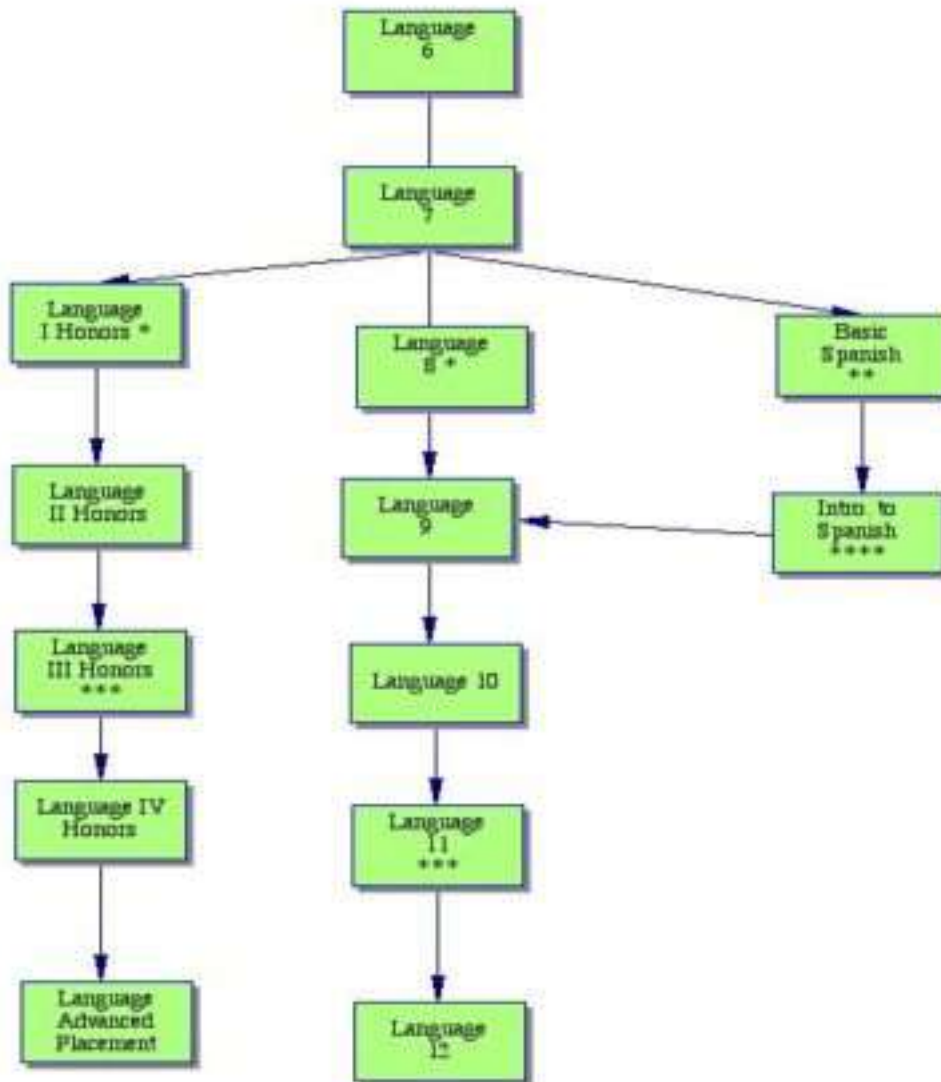 Language
6
Language
7
Language
I Honors *
Language
8 *
Basic
Spanish
**
Language
II Honors
Language
9
Intro to
Spanish
****
Language
III Honors
***
Language 10
Language IV
Honors
Language
11
***
Language
Advanced
Placement
Language
12